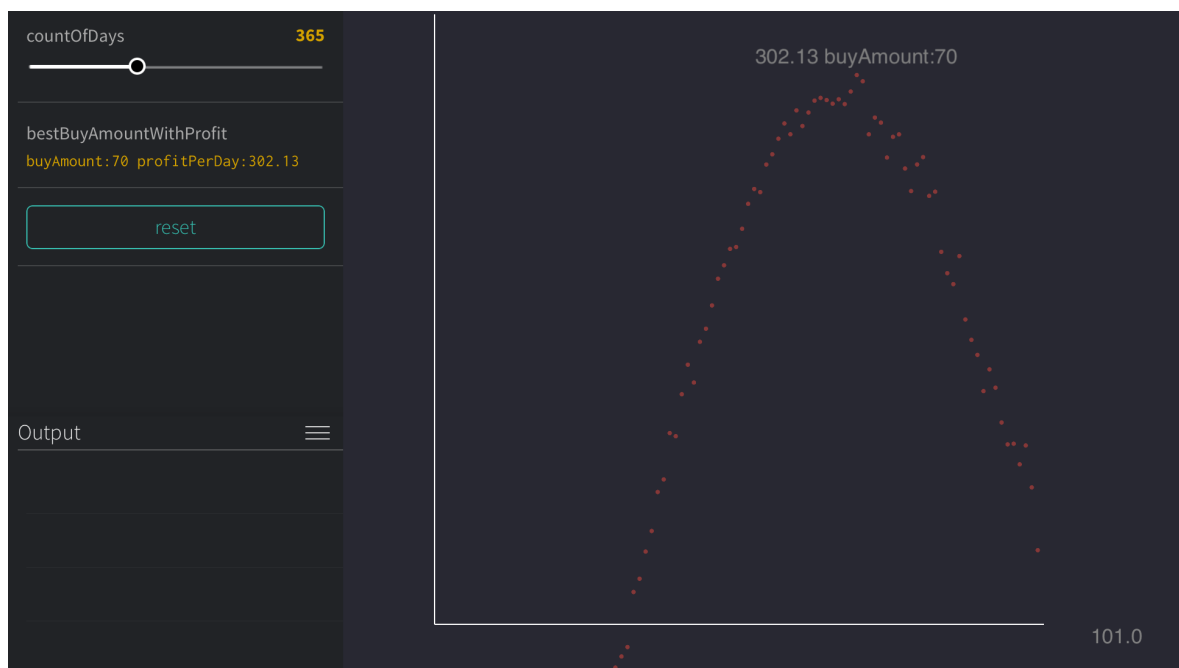 countOfDays 365
bestBuyAmountWithProfit
buyAmount:70 profitPerDay:302.13
reset
Output
302.13 buyAmount:70
101.0